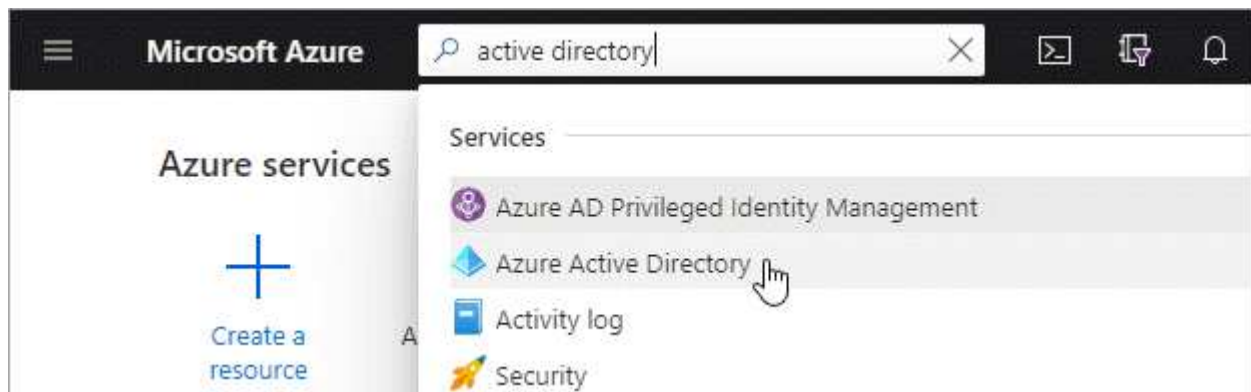 Microsoft Azure
active directory
Azure services
Services
Azure AD Privileged Identity Management
Azure Active Directory
Activity log
Security
Create a
resource
A